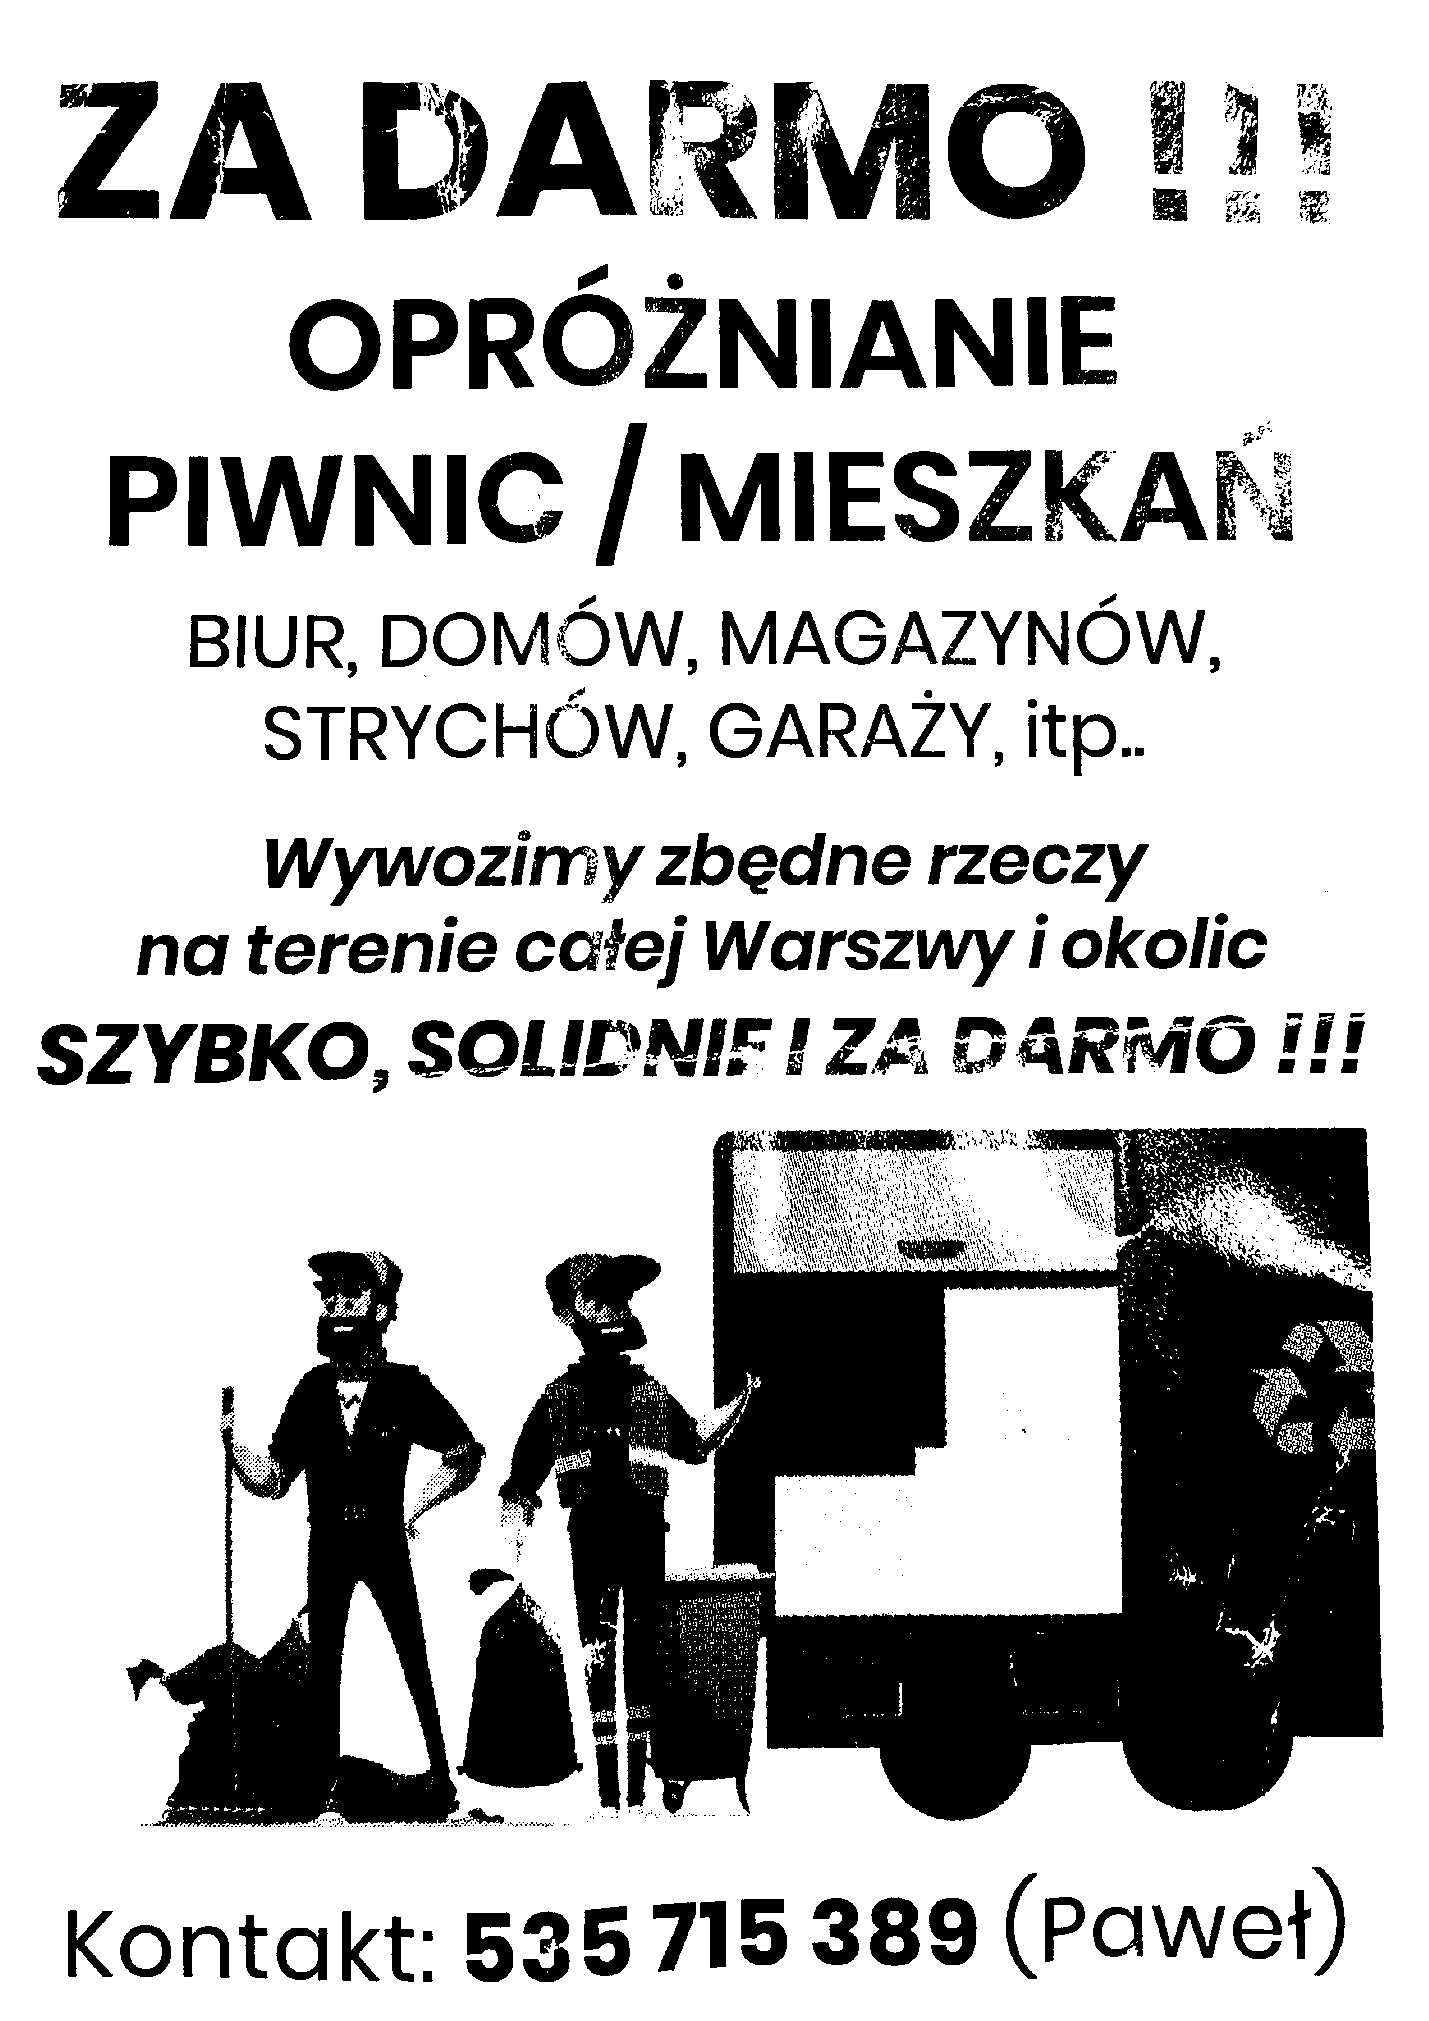 ZA DARMO !!!
OPRÓŻNIANIE
PIWNIC / MIESZKAŃ
BIUR, DOMÓW, MAGAZYNÓW,
STRYCHÓW, GARAŻY, itp..
Wywozimy zbędne rzeczy
na terenie całej Warszwy i okolic
SZYBKO, SOLIDNIE I ZA DARMO !!!
Kontakt: 535 715 389 (Paweł)